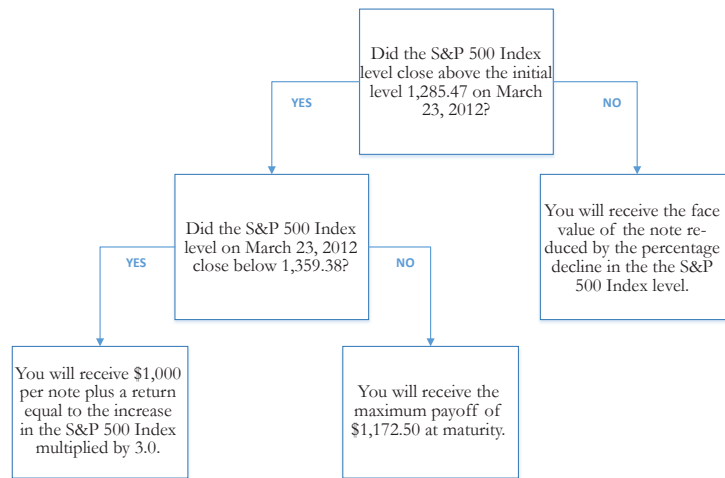 Did the S&P 500 Index
level close above the initial
level 1,285.47 on March
23, 2012?
YES
NO
Did the S&P 500 Index
level on March 23, 2012
close below 1,359.38?
You will receive the face
value of the note re-
duced by the percentage
decline in the the S&P
500 Index level.
YES
NO
You will receive $1,000
per note plus a return
equal to the increase
in the S&P 500 Index
multiplied by 3.0.
You will receive the
maximum payoff of
$1,172.50 at maturity.